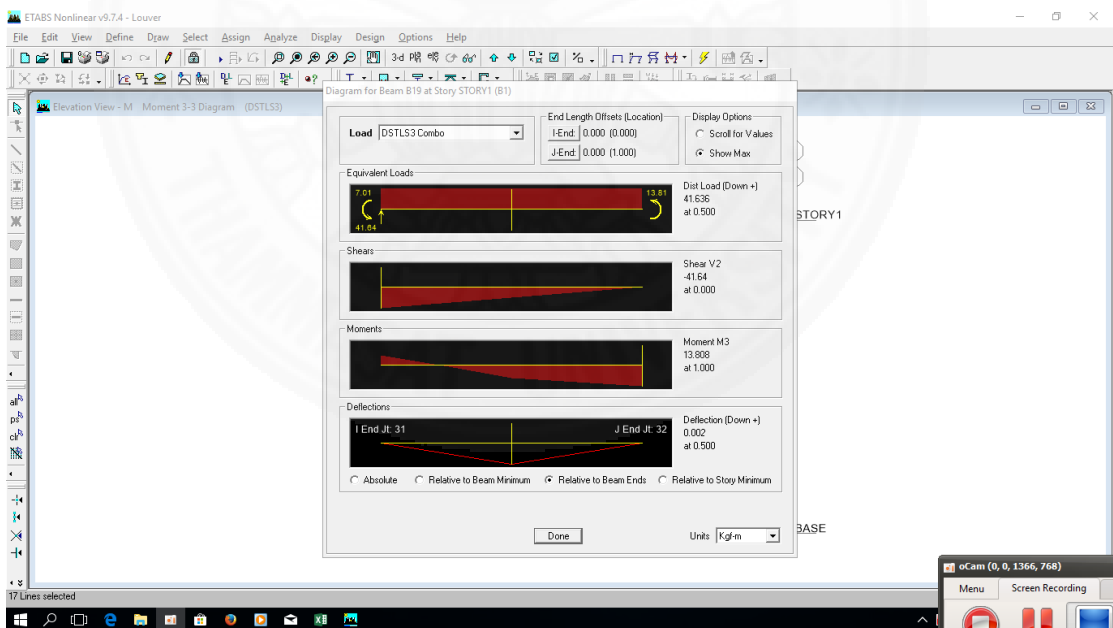 ETABS Nonlinear v9.7.4 - Louver
File Edit View Define Draw Select Assign Analyze Display Design Options Help
3-d
Elevation View - M Moment 3-3 Diagram (DSTLS3)
Diagram for Beam B19 at Story STORY1 (B1)
Load DSTLS3 Combo
End Length Offsets (Location)
I-End: 0.000 (0.000)
J-End: 0.000 (1.000)
Display Options
Scroll for Values
Show Max
Equivalent Loads
7.01
13.81
41.64
Dist Load (Down +)
41.636
at 0.500
STORY1
Shears
Shear V2
-41.64
at 0.000
Moments
Moment M3
13.808
at 1.000
Deflections
I End Jt: 31
J End Jt: 32
Deflection (Down +)
0.002
at 0.500
Absolute Relative to Beam Minimum Relative to Beam Ends Relative to Story Minimum
Done
Units Kgf-m
BASE
all
ps
clr
17 Lines selected
oCam (0, 0, 1366, 768)
Menu Screen Recording